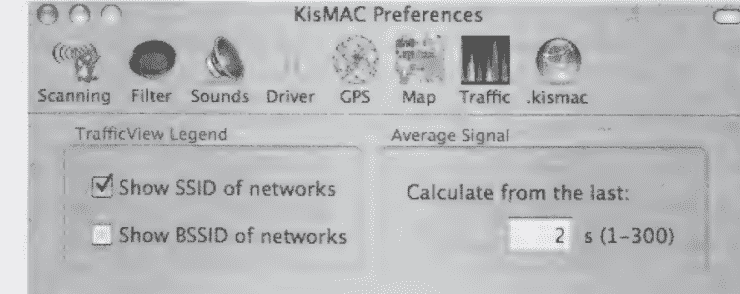 KisMAC Preferences
Scanning Filter Sounds Driver GPS Map Traffic .kismac
TrafficView Legend
Average Signal
Show SSID of networks
Calculate from the last:
Show BSSID of networks
2 s (1-300)